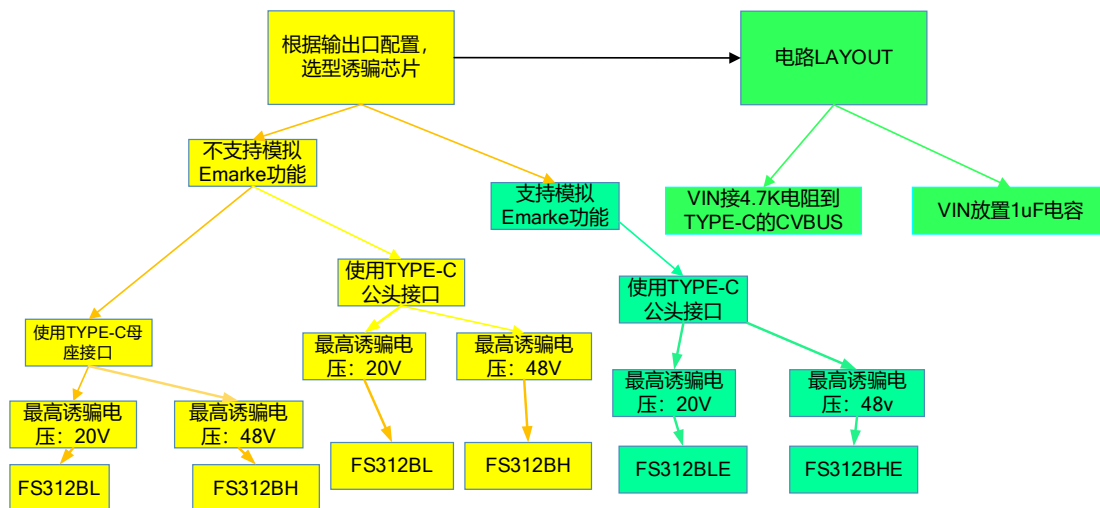 根据输出口配置，
选型诱骗芯片
电路LAYOUT
不支持模拟
Emarke功能
支持模拟
Emarke功能
VIN接4.7K电阻到
TYPE-C的CVBUS
VIN放置1uF电容
使用TYPE-C
公头接口
使用TYPE-C
公头接口
使用TYPE-C母
座接口
最高诱骗电
压：20V
最高诱骗电
压：48V
最高诱骗电
压：20V
最高诱骗电
压：48v
最高诱骗电
压：20V
最高诱骗电
压：48V
FS312BL
FS312BH
FS312BLE
FS312BHE
FS312BL
FS312BH